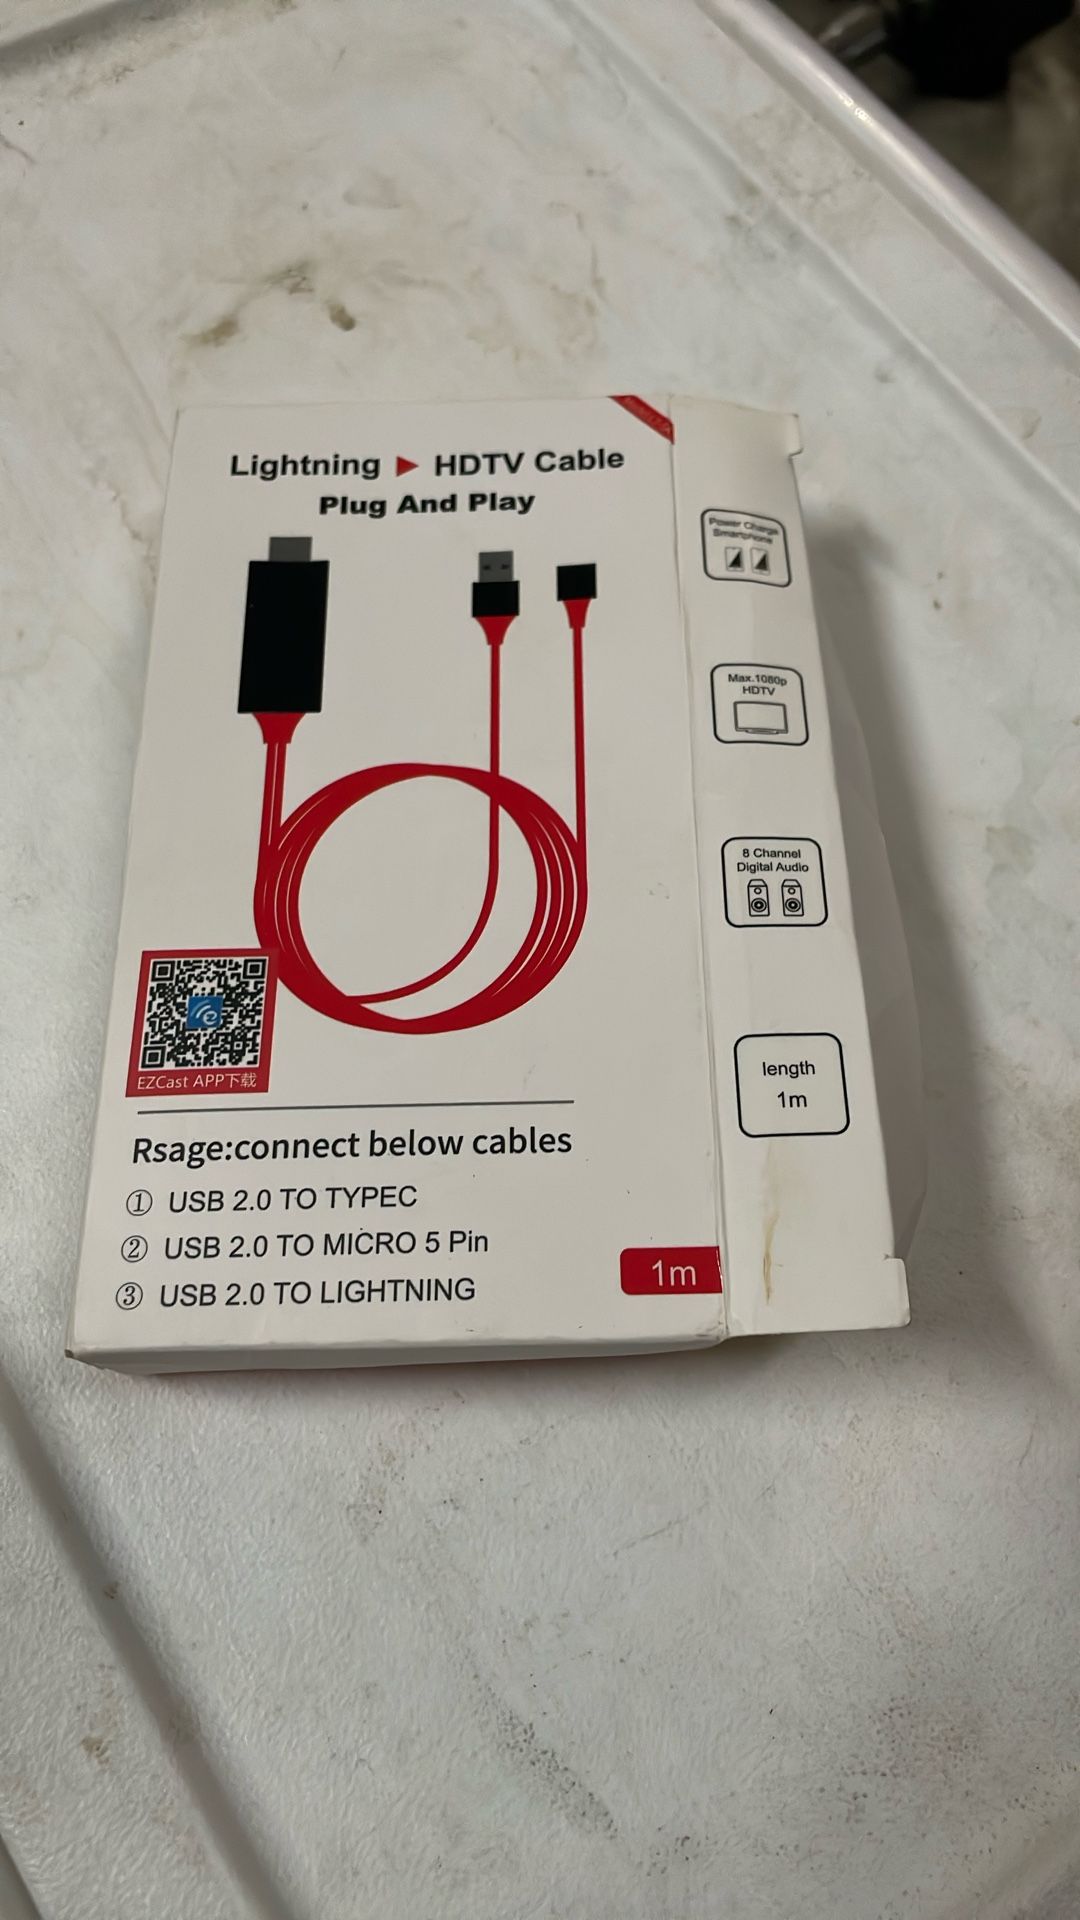 Lightning ▶ HDTV Cable
Plug And Play
EZCast APP下载
Rsage:connect below cables
① USB 2.0 TO TYPEC
② USB 2.0 TO MICRO 5 Pin
③ USB 2.0 TO LIGHTNING
1m
Power Charge
Smartphone
Max.1080p
HDTV
8 Channel
Digital Audio
length
1m